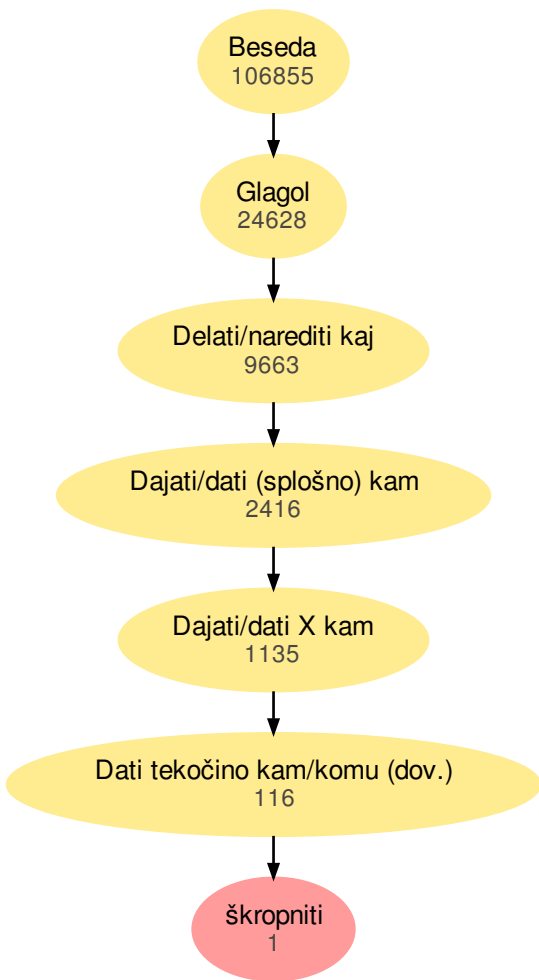 Beseda
106855
Glagol
24628
Delati/narediti kaj
9663
Dajati/dati (splošno) kam
2416
Dajati/dati X kam
1135
Dati tekočino kam/komu (dov.)
116
škropniti
1